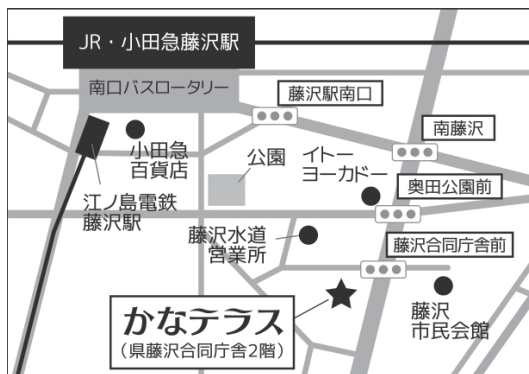 JR・小田急藤沢駅
南口バスロータリー
藤沢駅南口
南藤沢
小田急
百貨店
公園
イトー
ヨーカドー
奥田公園前
江ノ島電鉄
藤沢駅
藤沢水道
営業所
藤沢合同庁舎前
かなテラス
（県藤沢合同庁舎2階）
藤沢
市民会館